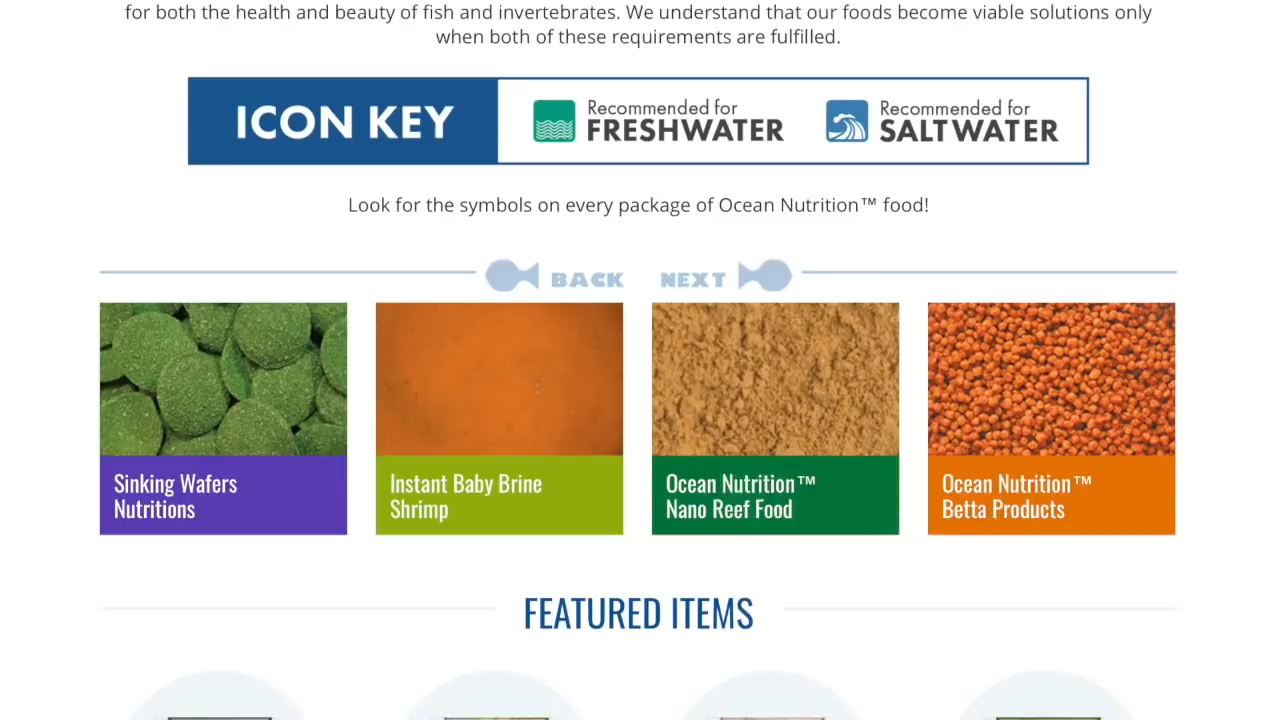 for both the health and beauty of fish and invertebrates. We understand that our foods become viable solutions only
when both of these requirements are fulfilled.
ICON KEY
Recommended for
FRESHWATER
Recommended for
SALTWATER
Look for the symbols on every package of Ocean Nutrition™ food!
BACK
NEXT
Sinking Wafers
Nutritions
Instant Baby Brine
Shrimp
Ocean Nutrition™
Nano Reef Food
Ocean Nutrition™
Betta Products
FEATURED ITEMS